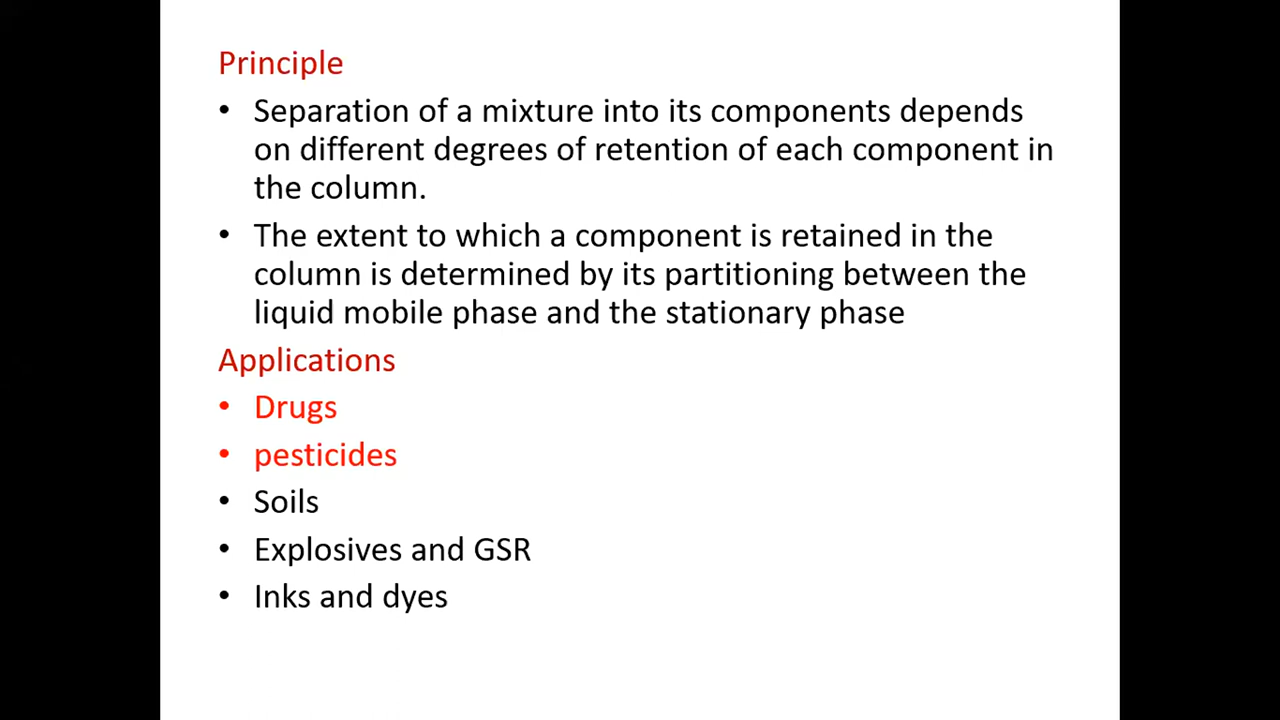 Principle
• Separation of a mixture into its components depends
on different degrees of retention of each component in
the column.
• The extent to which a component is retained in the
column is determined by its partitioning between the
liquid mobile phase and the stationary phase
Applications
• Drugs
• pesticides
• Soils
• Explosives and GSR
• Inks and dyes